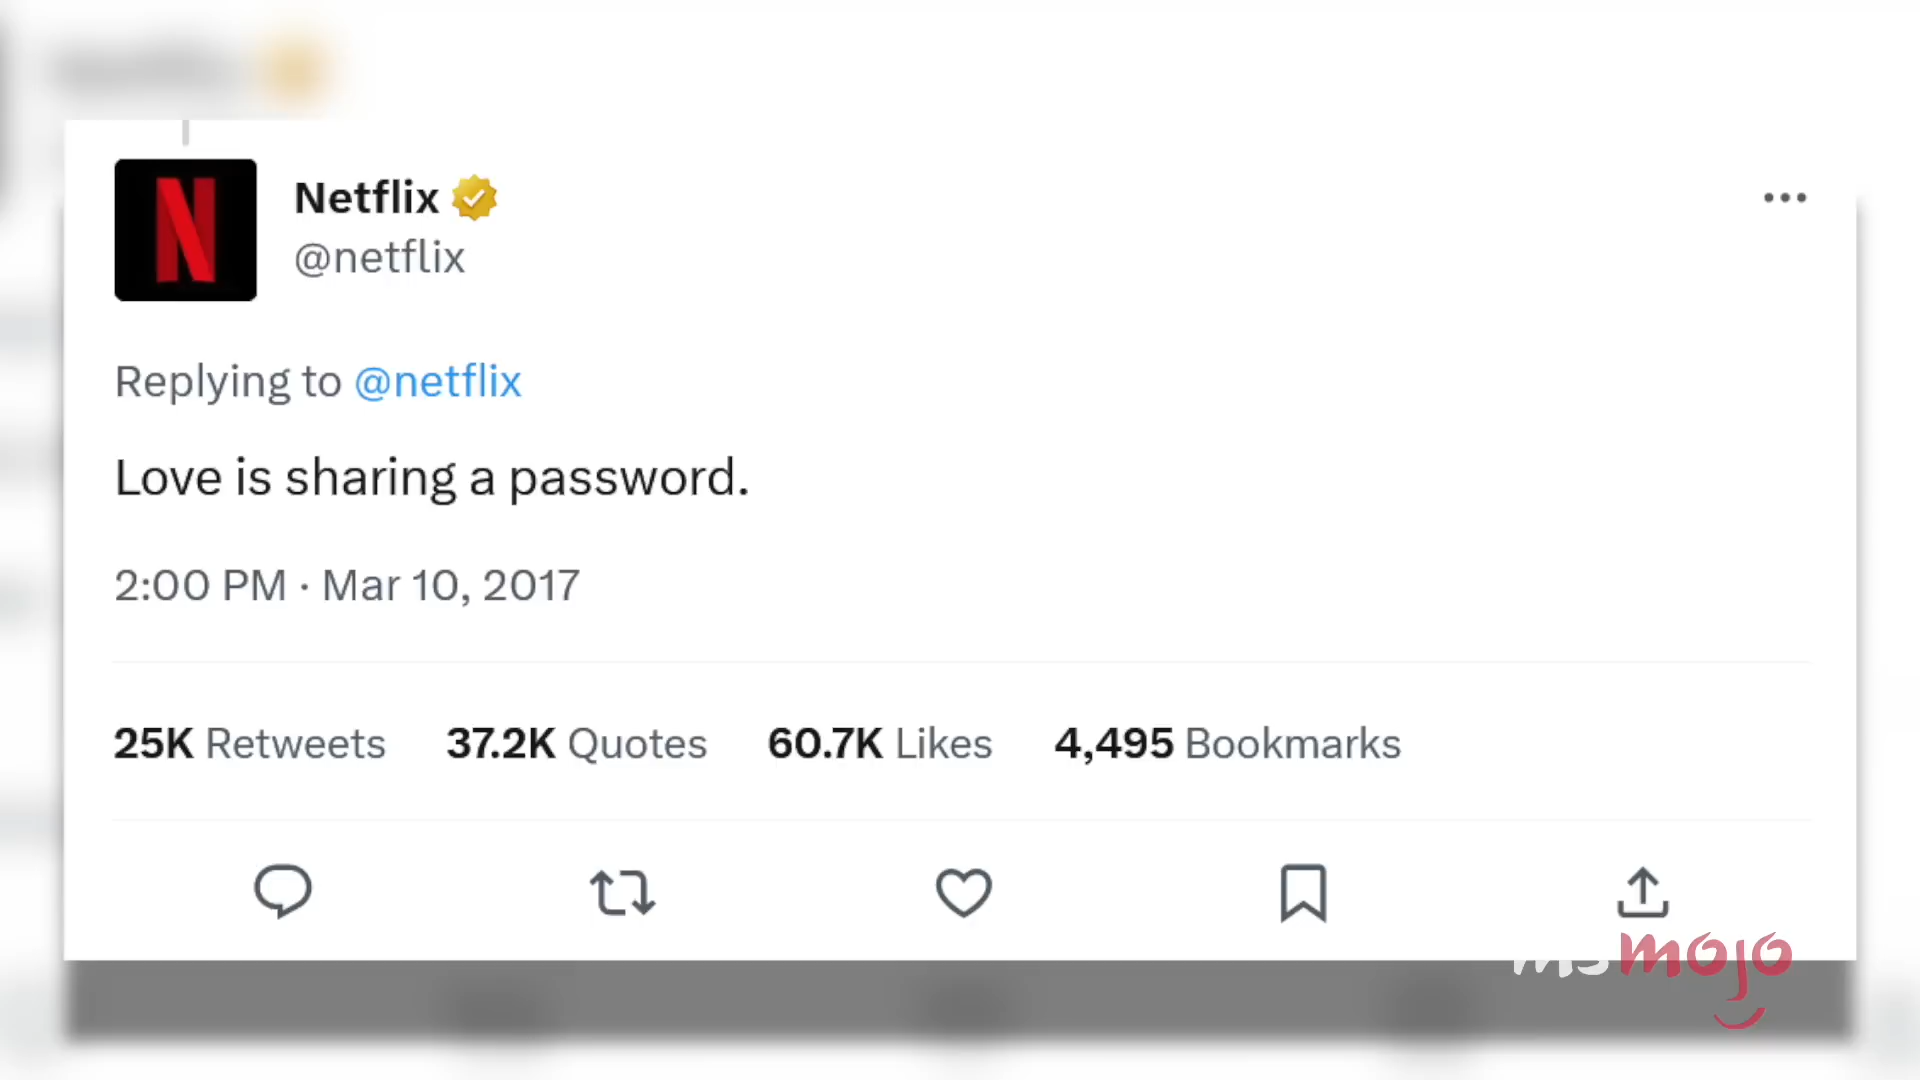 Netflix
@netflix
Replying to @netflix
Love is sharing a password.
2:00 PM · Mar 10, 2017
25K Retweets 37.2K Quotes 60.7K Likes 4,495 Bookmarks
msmojo